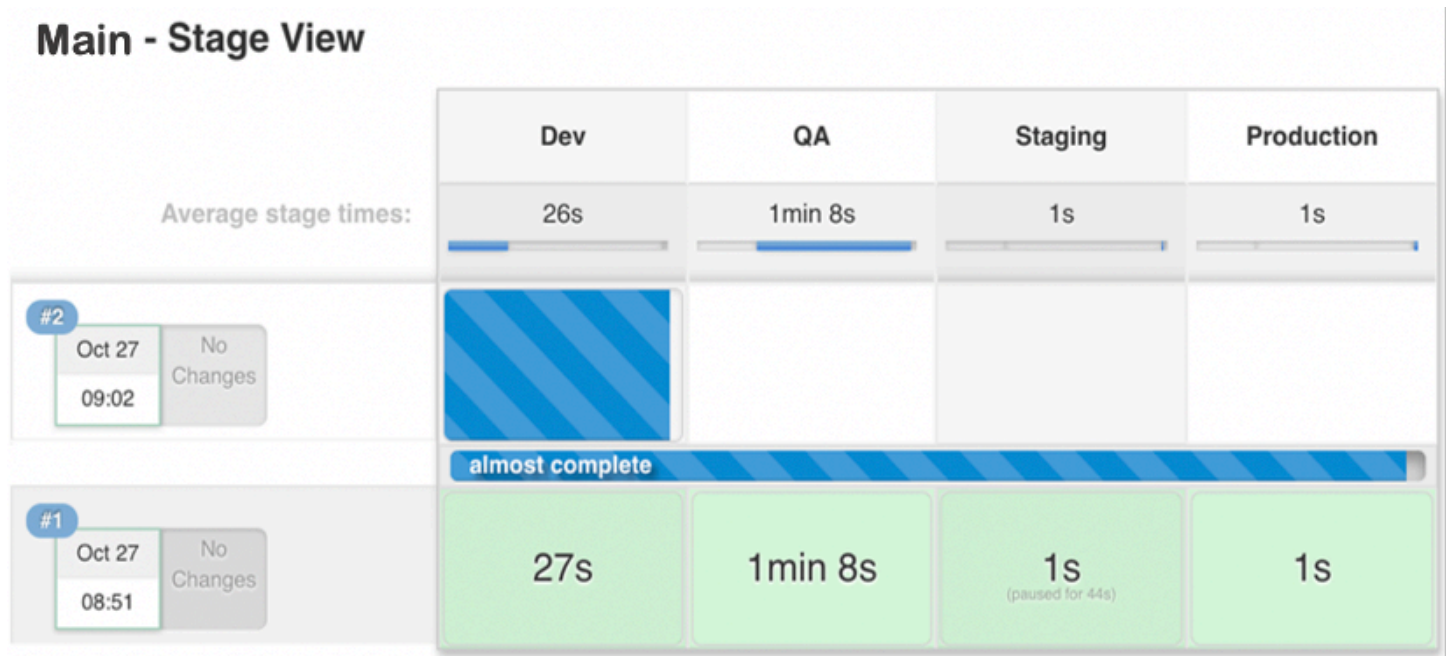 Main - Stage View
Dev QA Staging Production
Average stage times: 26s 1min 8s 1s 1s
#2
Oct 27
09:02
No
Changes
almost complete
#1
Oct 27
08:51
No
Changes
27s 1min 8s 1s 1s
(paused for 44s)